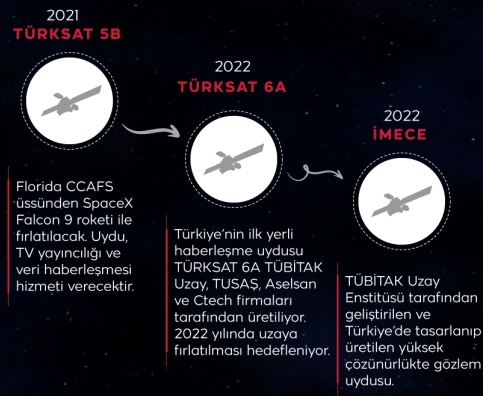 2021
TÜRKSAT 5B
Florida CCAFS
üssünden SpaceX
Falcon 9 roketi ile
fırlatılacak. Uydu,
TV yayıncılığı ve
veri haberleşmesi
hizmeti verecektir.
2022
TÜRKSAT 6A
Türkiye'nin ilk yerli
haberleşme uydusu
TÜRKSAT 6A TÜBİTAK
Uzay, TUSAŞ, Aselsan
ve Ctech firmaları
tarafından üretiliyor.
2022 yılında uzaya
fırlatılması hedefleniyor.
2022
İMECE
TÜBİTAK Uzay
Enstitüsü tarafından
geliştirilen ve
Türkiye'de tasarlanıp
üretilen yüksek
çözünürlükte gözlem
uydusu.